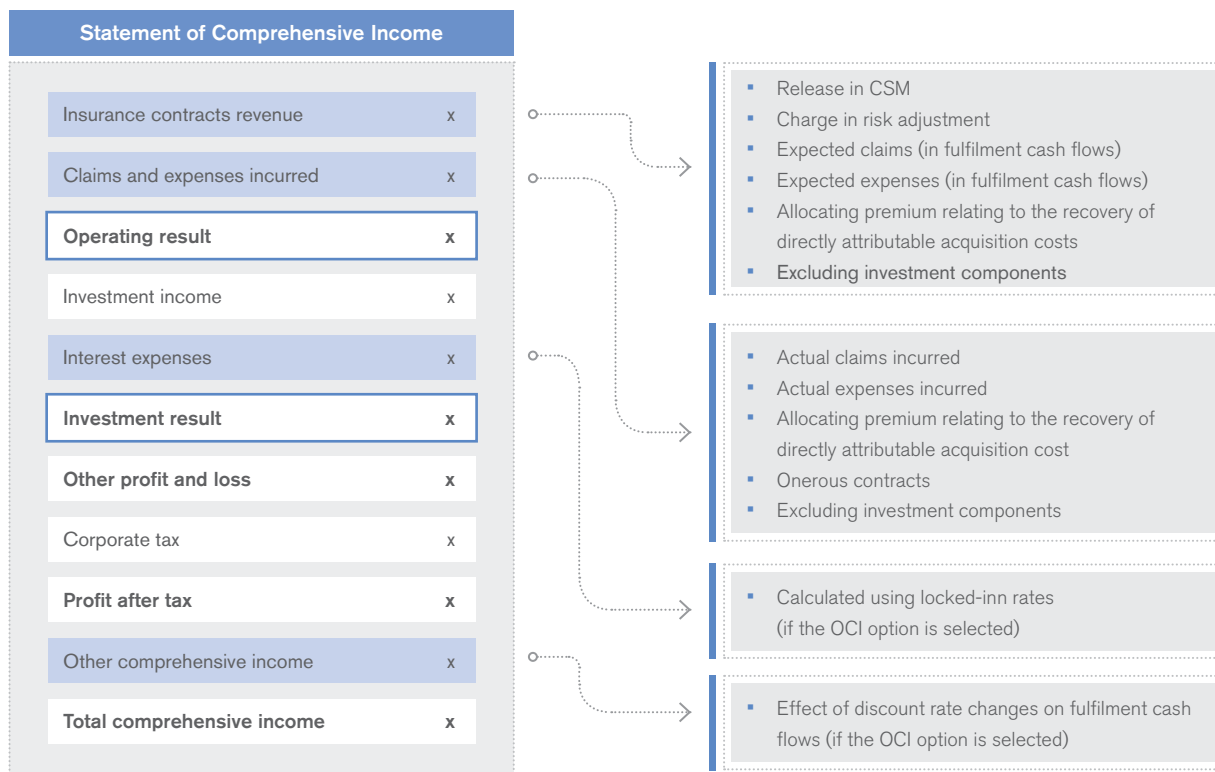 Statement of Comprehensive Income
Insurance contracts revenue x
Claims and expenses incurred x
Operating result x
Investment income
Interest expenses x
Investment result x
Other profit and loss x
Corporate tax
Profit after tax x
Other comprehensive income x
Total comprehensive income x
▪ Release in CSM
▪ Charge in risk adjustment
▪ Expected claims (in fulfilment cash flows)
▪ Expected expenses (in fulfilment cash flows)
▪ Allocating premium relating to the recovery of
directly attributable acquisition costs
▪ Excluding investment components
▪ Actual claims incurred
▪ Actual expenses incurred
▪ Allocating premium relating to the recovery of
directly attributable acquisition cost
▪ Onerous contracts
▪ Excluding investment components
▪ Calculated using locked-inn rates
(if the OCI option is selected)
▪ Effect of discount rate changes on fulfilment cash
flows (if the OCI option is selected)